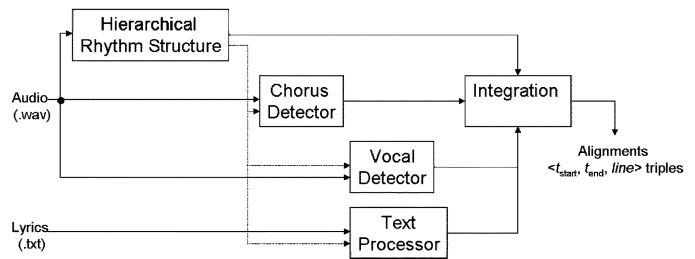 Hierarchical
Rhythm Structure
Audio
(.wav)
Chorus
Detector
Integration
Alignments
<tstart, tend, line> triples
Vocal
Detector
Lyrics
(.txt)
Text
Processor